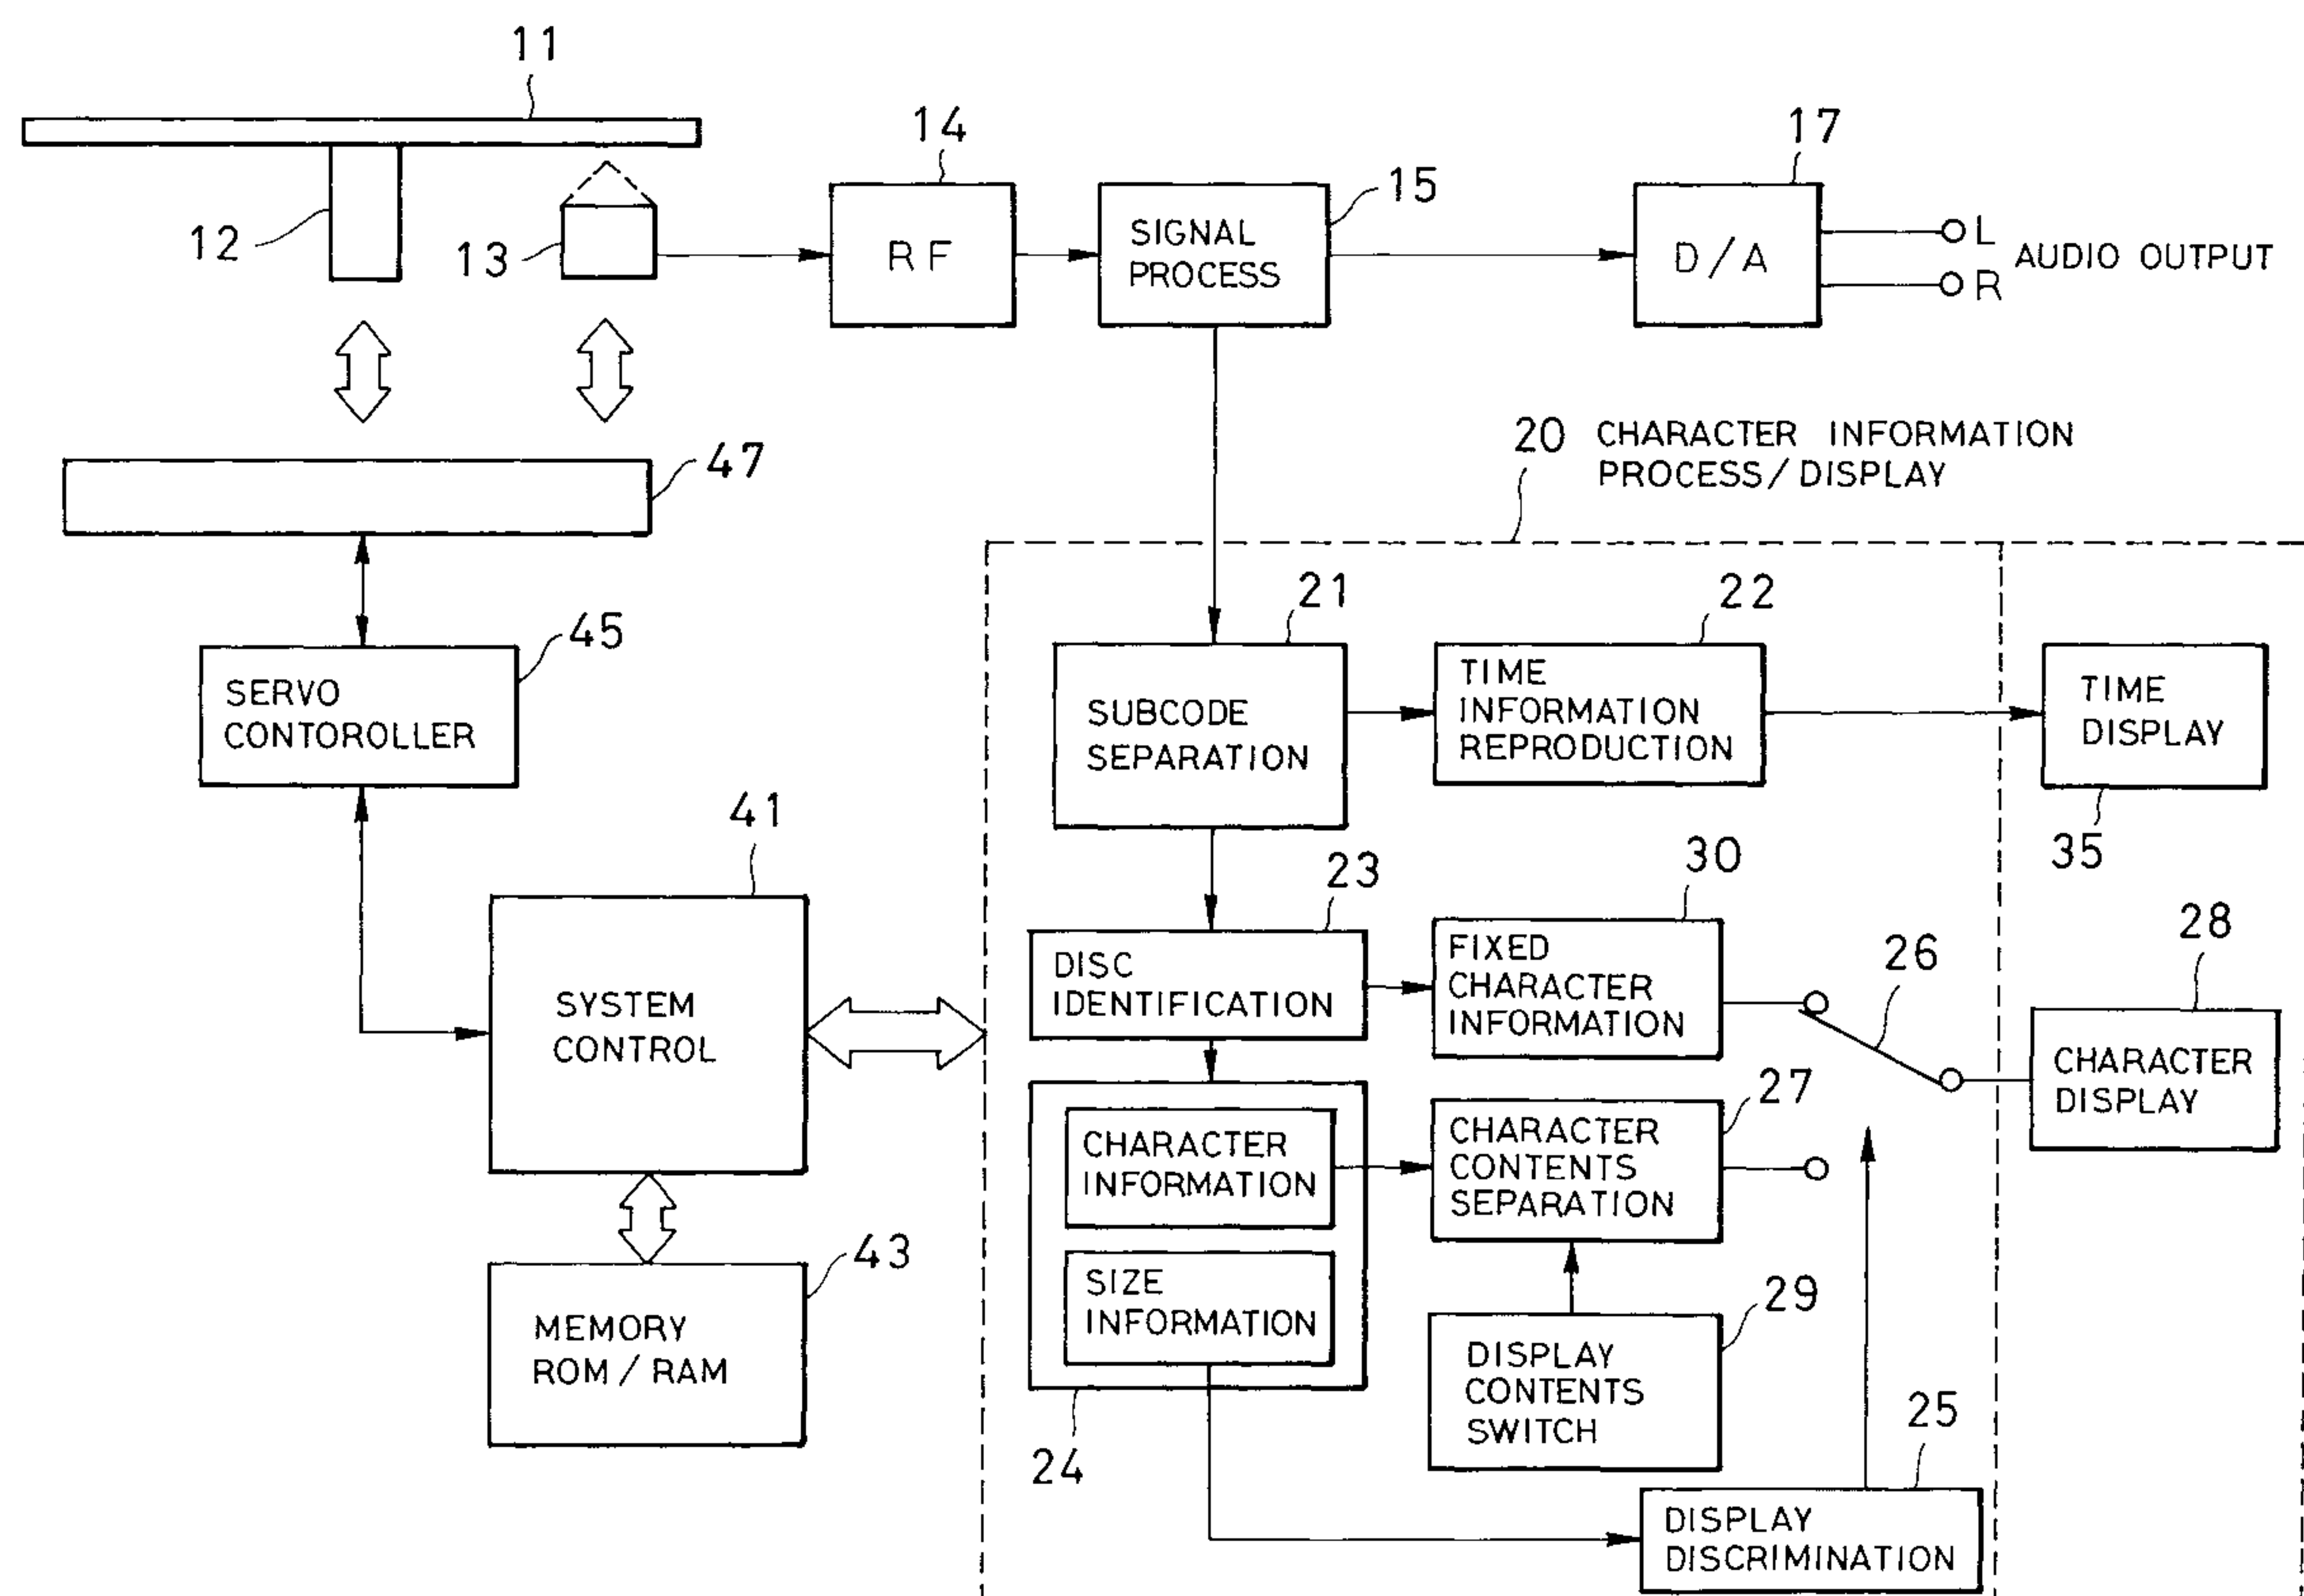 11
14
17
15
12
13
RF
SIGNAL
PROCESS
D/A
L
R
AUDIO OUTPUT
47
20 CHARACTER INFORMATION
PROCESS/DISPLAY
45
SERVO
CONTOROLLER
21
SUBCODE
SEPARATION
22
TIME
INFORMATION
REPRODUCTION
TIME
DISPLAY
35
41
SYSTEM
CONTROL
23
DISC
IDENTIFICATION
30
FIXED
CHARACTER
INFORMATION
26
28
CHARACTER
DISPLAY
CHARACTER
INFORMATION
27
CHARACTER
CONTENTS
SEPARATION
43
MEMORY
ROM/RAM
SIZE
INFORMATION
24
29
DISPLAY
CONTENTS
SWITCH
25
DISPLAY
DISCRIMINATION